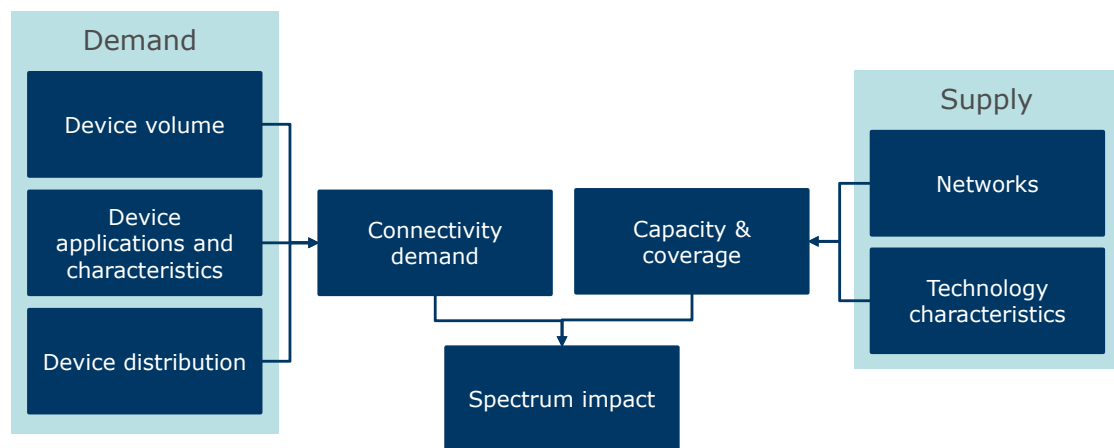 Demand
Device volume
Device
applications and
characteristics
Device distribution
Connectivity
demand
Capacity &
coverage
Spectrum impact
Supply
Networks
Technology
characteristics